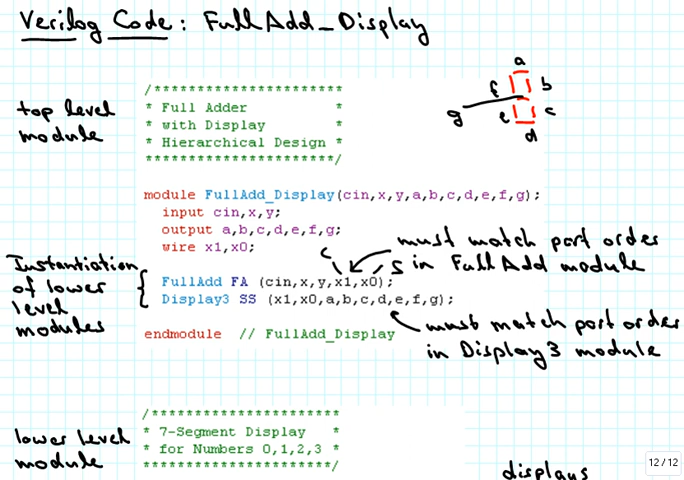 Verilog Code: FullAdd_Display
a
f
b
g
e
c
d
top level
module
/**********************
* Full Adder *
* with Display *
* Hierarchical Design *
**********************/
module FullAdd_Display(cin,x,y,a,b,c,d,e,f,g);
input cin,x,y;
output a,b,c,d,e,f,g;
wire x1,x0;
Instantiation
of lower
level
modules
c
s
must match port order
in FullAdd module
FullAdd FA (cin,x,y,x1,x0);
Display3 SS (x1,x0,a,b,c,d,e,f,g);
must match port order
in Display3 module
endmodule // FullAdd_Display
lower level
module
/**********************
* 7-Segment Display *
* for Numbers 0,1,2,3 *
**********************/
displays
12/12